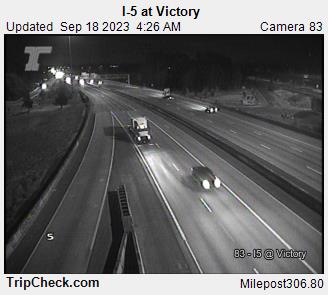 I-5 at Victory
Updated Sep 18 2023 4:26 AM Camera 83
T
S
83 - I5 @ Victory
TripCheck.com Milepost306.80